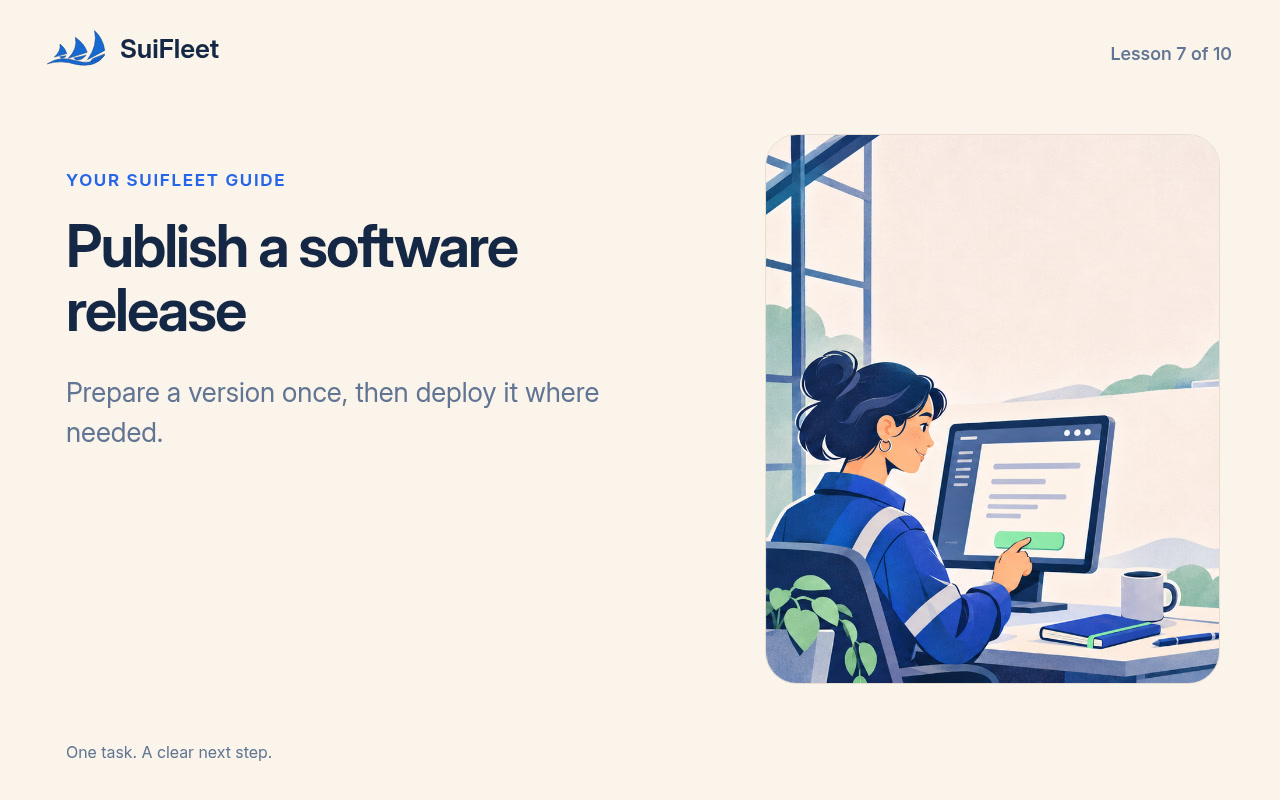 SuiFleet
Lesson 7 of 10
YOUR SUIFLEET GUIDE
Publish a software
release
Prepare a version once, then deploy it where
needed.
One task. A clear next step.